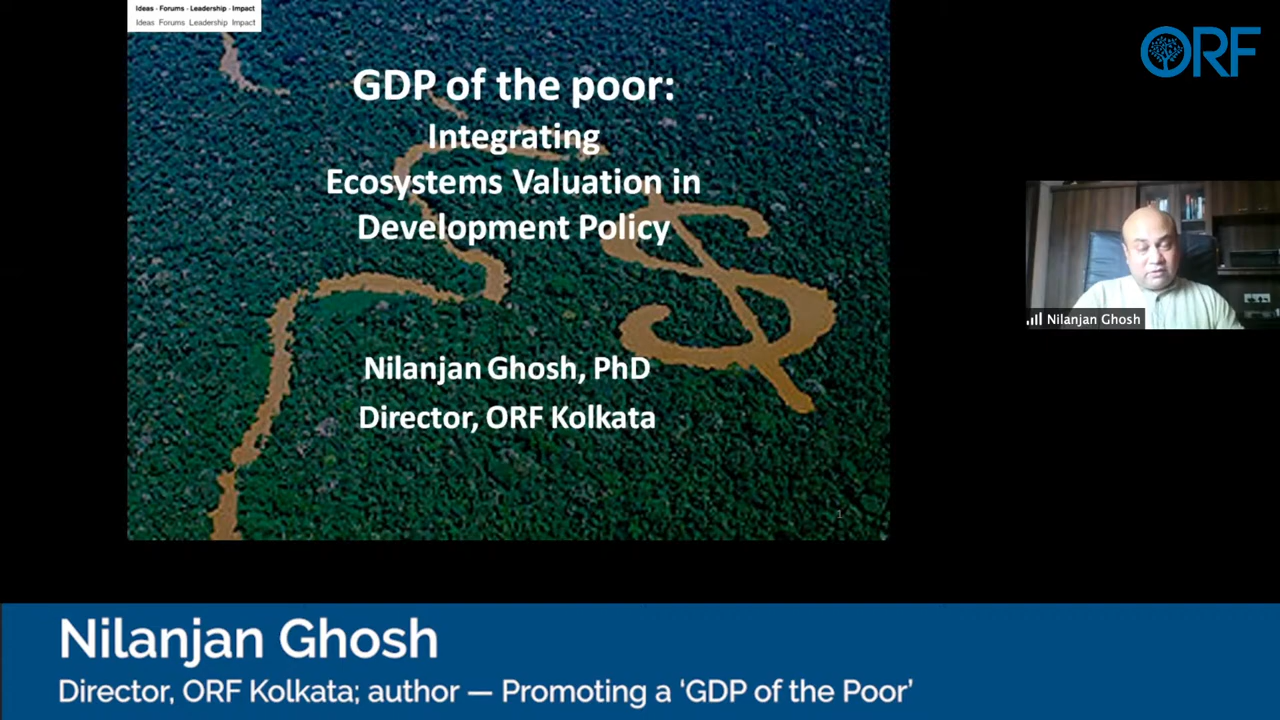 Ideas · Forums · Leadership · Impact
Ideas Forums Leadership Impact
ORF
GDP of the poor:
Integrating
Ecosystems Valuation in
Development Policy
Nilanjan Ghosh, PhD
Director, ORF Kolkata
1
Nilanjan Ghosh
Nilanjan Ghosh
Director, ORF Kolkata; author — Promoting a ‘GDP of the Poor’